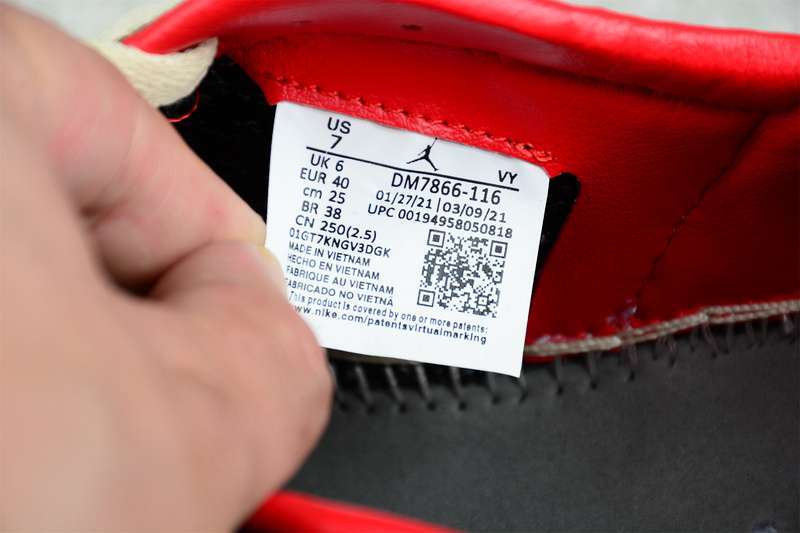 US
7
VY
UK 6
EUR 40
cm 25
BR 38
CN 250(2.5)
DM7866-116
01/27/21 | 03/09/21
UPC 00194958050818
01GT7KNGV3DGK
MADE IN VIETNAM
HECHO EN VIETNAM
FABRIQUE AU VIETNAM
FABRICADO NO VIETNÃ
This product is covered by one or more patents:
www.nike.com/patentsvirtualmarking